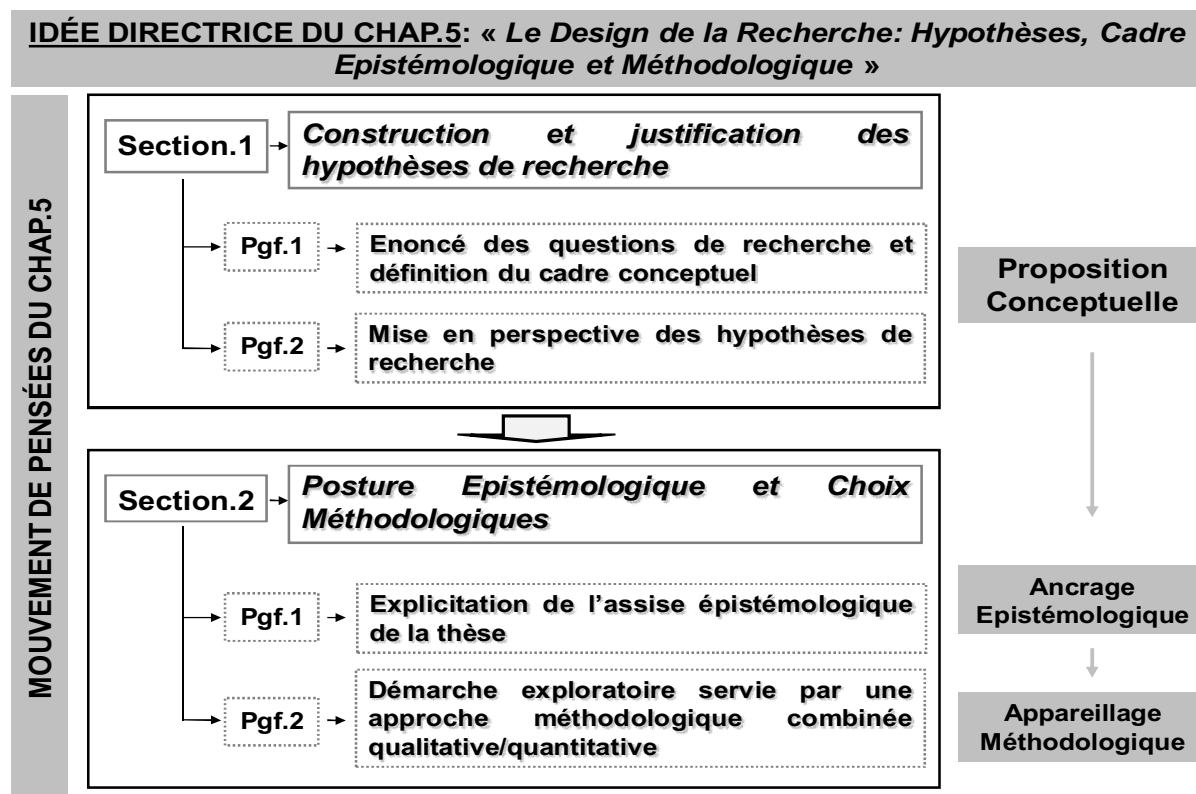 IDÉE DIRECTRICE DU CHAP.5: « Le Design de la Recherche: Hypothèses, Cadre
Epistémologique et Méthodologique »
MOUVEMENT DE PENSÉES DU CHAP.5
Section.1
Construction et justification des
hypothèses de recherche
Pgf.1
Enoncé des questions de recherche et
définition du cadre conceptuel
Pgf.2
Mise en perspective des hypothèses de
recherche
Proposition
Conceptuelle
Section.2
Posture Epistémologique et Choix
Méthodologiques
Pgf.1
Explicitation de l’assise épistémologique
de la thèse
Pgf.2
Démarche exploratoire servie par une
approche méthodologique combinée
qualitative/quantitative
Ancrage
Epistémologique
Appareillage
Méthodologique